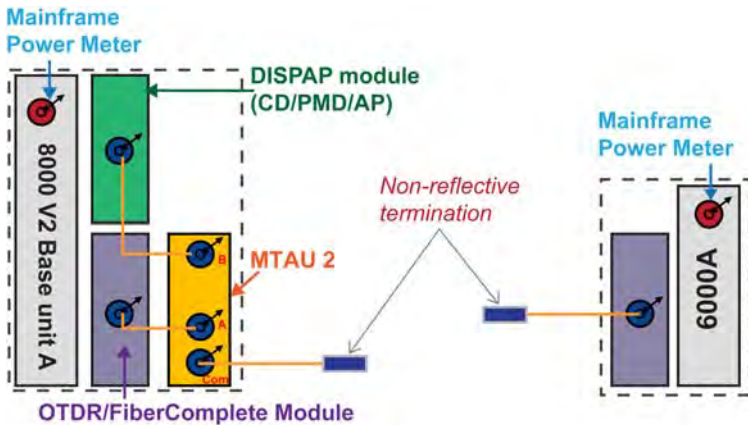 Mainframe
Power Meter
DISPAP module
(CD/PMD/AP)
8000 V2 Base unit A
B
MTAU 2
A
Com
OTDR/FiberComplete Module
Non-reflective
termination
Mainframe
Power Meter
6000A